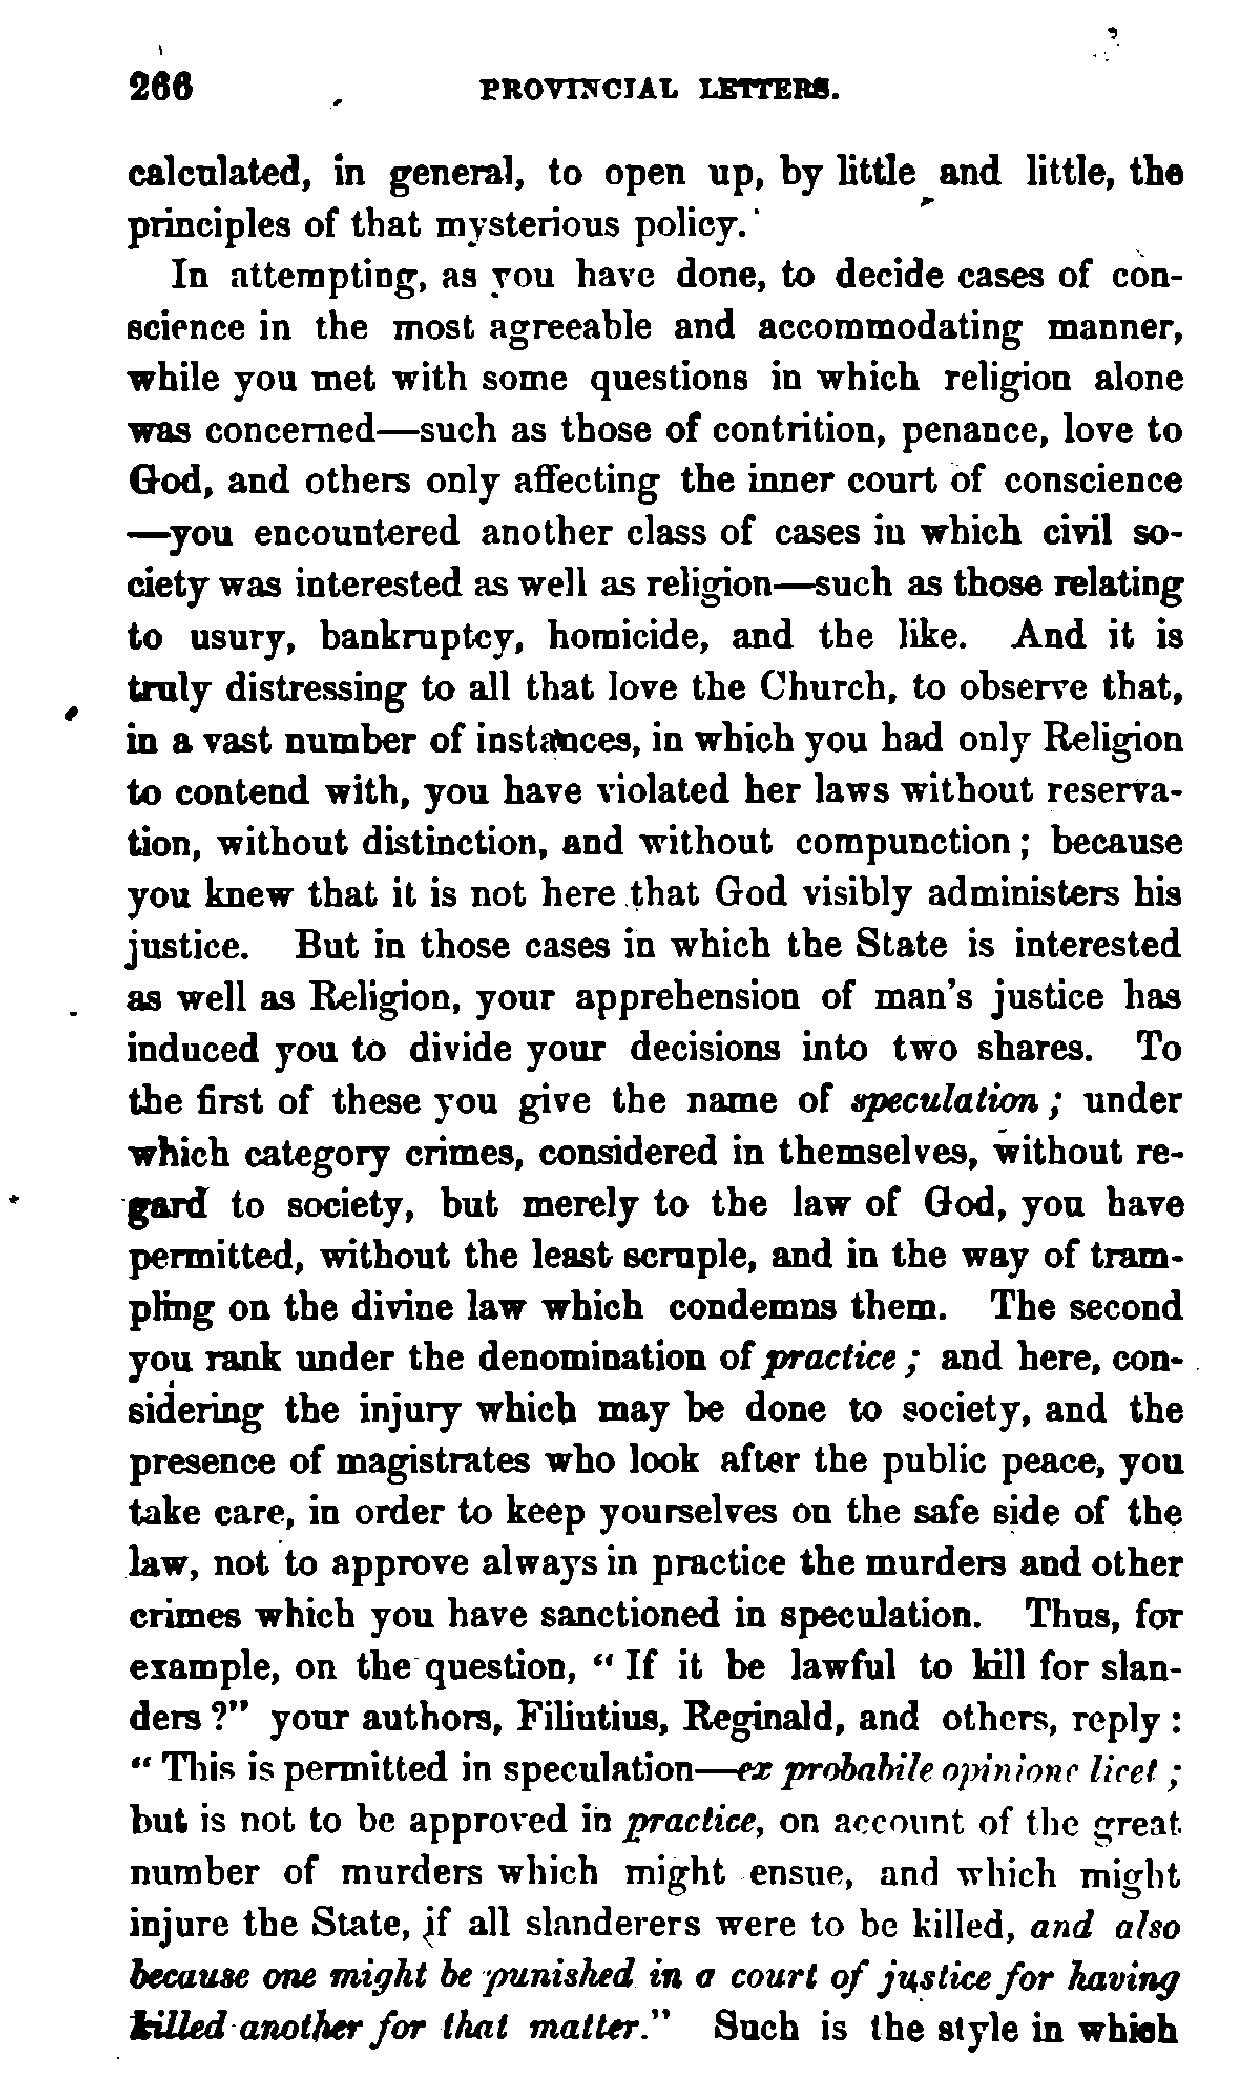 266 PROVINCIAL LETTERS.
calculated, in general, to open up, by little and little, the
principles of that mysterious policy.
In attempting, as you have done, to decide cases of con-
science in the most agreeable and accommodating manner,
while you met with some questions in which religion alone
was concerned—such as those of contrition, penance, love to
God, and others only affecting the inner court of conscience
—you encountered another class of cases in which civil so-
ciety was interested as well as religion—such as those relating
to usury, bankruptcy, homicide, and the like. And it is
truly distressing to all that love the Church, to observe that,
in a vast number of instances, in which you had only Religion
to contend with, you have violated her laws without reserva-
tion, without distinction, and without compunction; because
you knew that it is not here that God visibly administers his
justice. But in those cases in which the State is interested
as well as Religion, your apprehension of man's justice has
induced you to divide your decisions into two shares. To
the first of these you give the name of speculation; under
which category crimes, considered in themselves, without re-
gard to society, but merely to the law of God, you have
permitted, without the least scruple, and in the way of tram-
pling on the divine law which condemns them. The second
you rank under the denomination of practice; and here, con-
sidering the injury which may be done to society, and the
presence of magistrates who look after the public peace, you
take care, in order to keep yourselves on the safe side of the
law, not to approve always in practice the murders and other
crimes which you have sanctioned in speculation. Thus, for
example, on the question, "If it be lawful to kill for slan-
ders?" your authors, Filiutius, Reginald, and others, reply:
"This is permitted in speculation—ex probabile opinione licet;
but is not to be approved in practice, on account of the great
number of murders which might ensue, and which might
injure the State, if all slanderers were to be killed, and also
because one might be punished in a court of justice for having
killed another for that matter." Such is the style in which